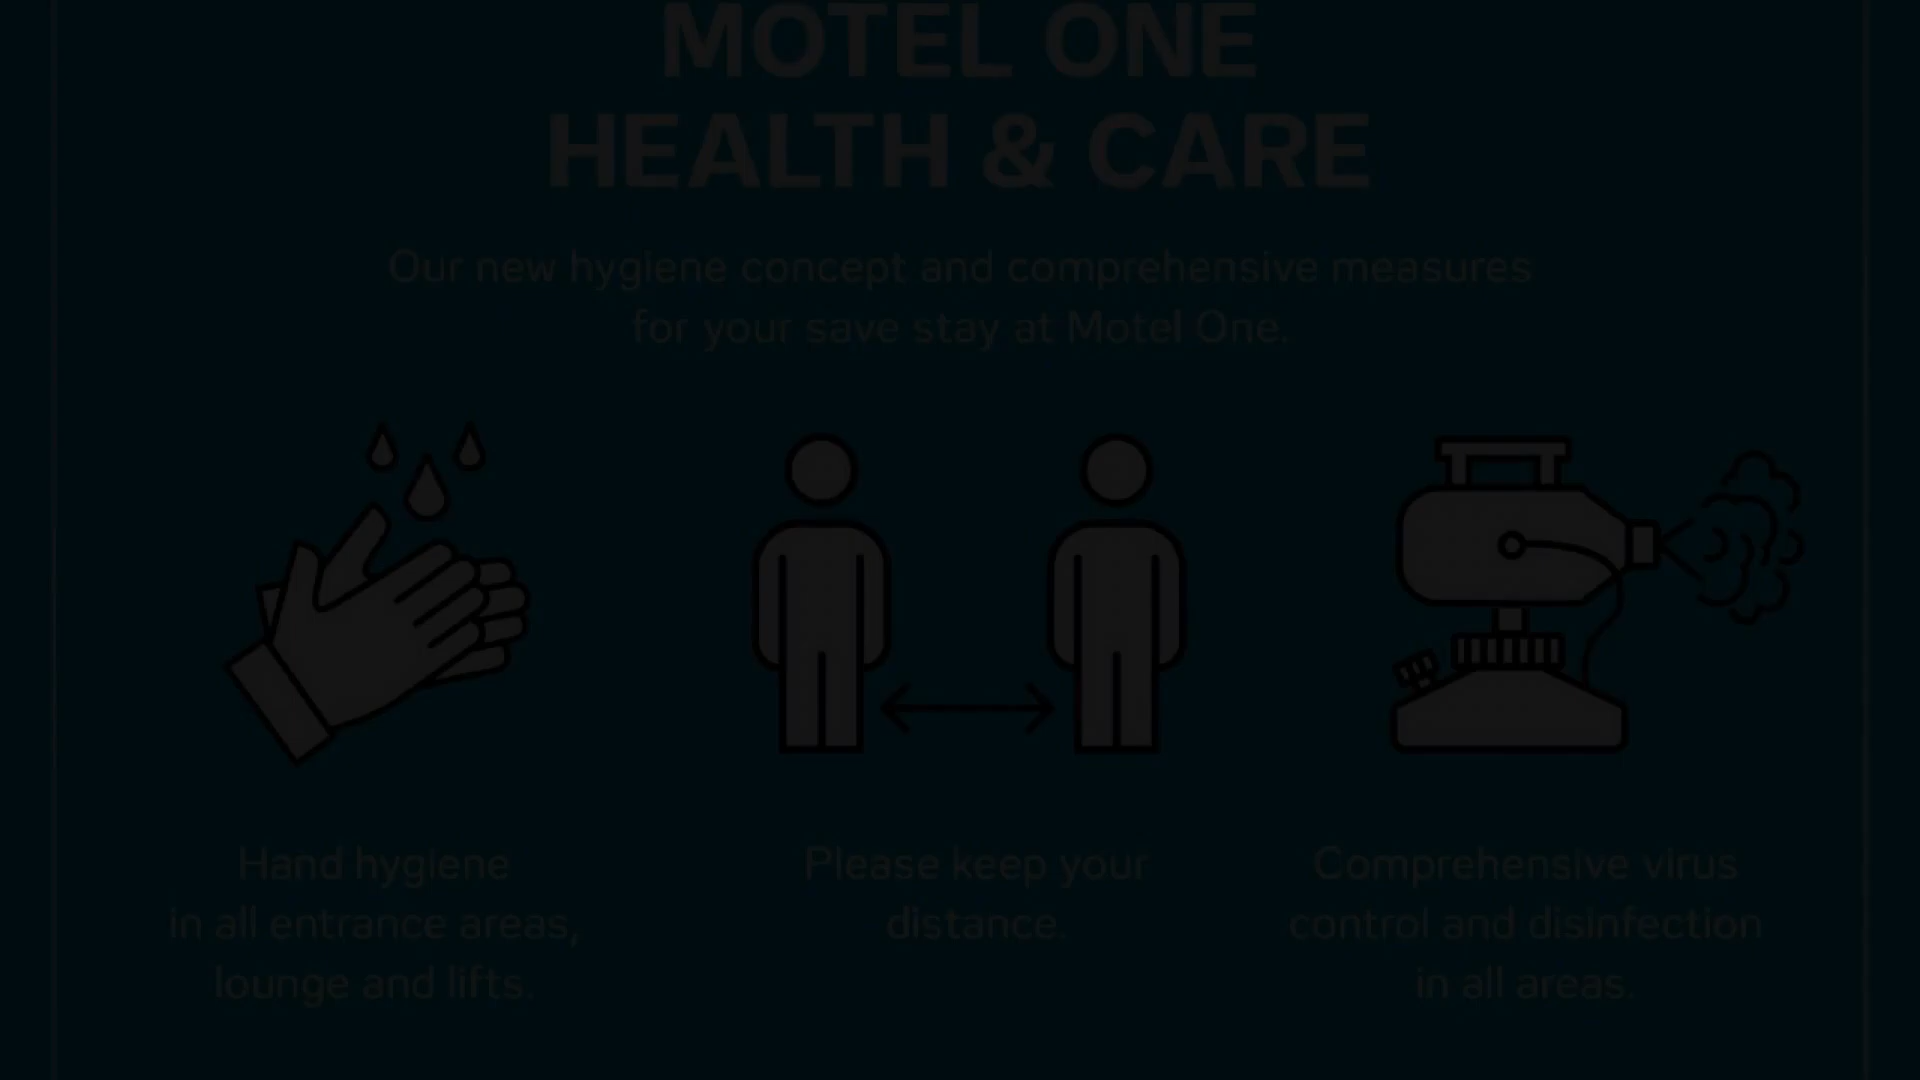 MOTEL ONE
HEALTH & CARE
Our new hygiene concept and comprehensive measures
for your save stay at Motel One.
Hand hygiene
in all entrance areas,
lounge and lifts.
Please keep your
distance.
Comprehensive virus
control and disinfection
in all areas.